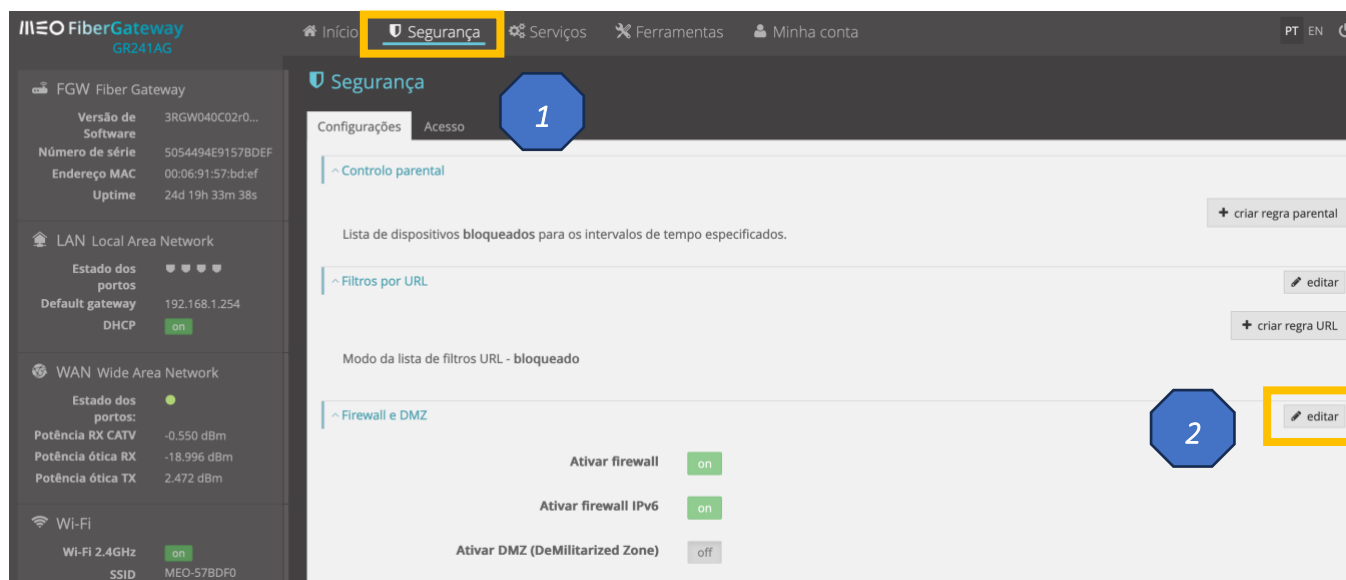 MEO FiberGateway
GR241AG
Início
Segurança
Serviços
Ferramentas
Minha conta
PT EN
FGW Fiber Gateway
Versão de Software 3RGW040C02r0...
Número de série 5054494E9157BDEF
Endereço MAC 00:06:91:57:bd:ef
Uptime 24d 19h 33m 38s
LAN Local Area Network
Estado dos portos
Default gateway 192.168.1.254
DHCP on
WAN Wide Area Network
Estado dos portos:
Potência RX CATV -0.550 dBm
Potência ótica RX -18.996 dBm
Potência ótica TX 2.472 dBm
Wi-Fi
Wi-Fi 2.4GHz on
SSID MEO-57BDF0
Segurança
1
Configurações Acesso
Controlo parental
criar regra parental
Lista de dispositivos bloqueados para os intervalos de tempo especificados.
Filtros por URL
editar
criar regra URL
Modo da lista de filtros URL - bloqueado
Firewall e DMZ
editar
2
Ativar firewall on
Ativar firewall IPv6 on
Ativar DMZ (DeMilitarized Zone) off